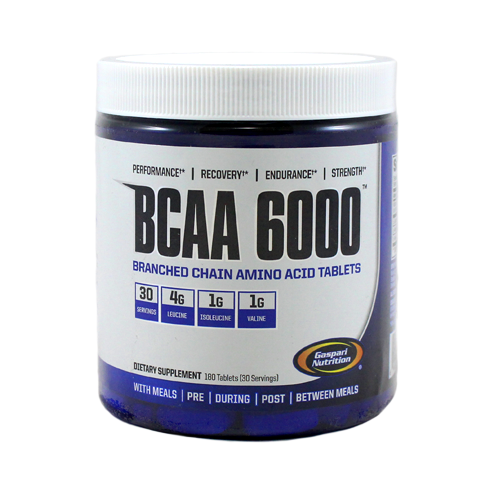 PERFORMANCE†* | RECOVERY†* | ENDURANCE†* | STRENGTH†*
BCAA 6000™
BRANCHED CHAIN AMINO ACID TABLETS
30 SERVINGS
4G LEUCINE
1G ISOLEUCINE
1G VALINE
Gaspari Nutrition®
DIETARY SUPPLEMENT 180 Tablets (30 Servings)
WITH MEALS | PRE | DURING | POST | BETWEEN MEALS